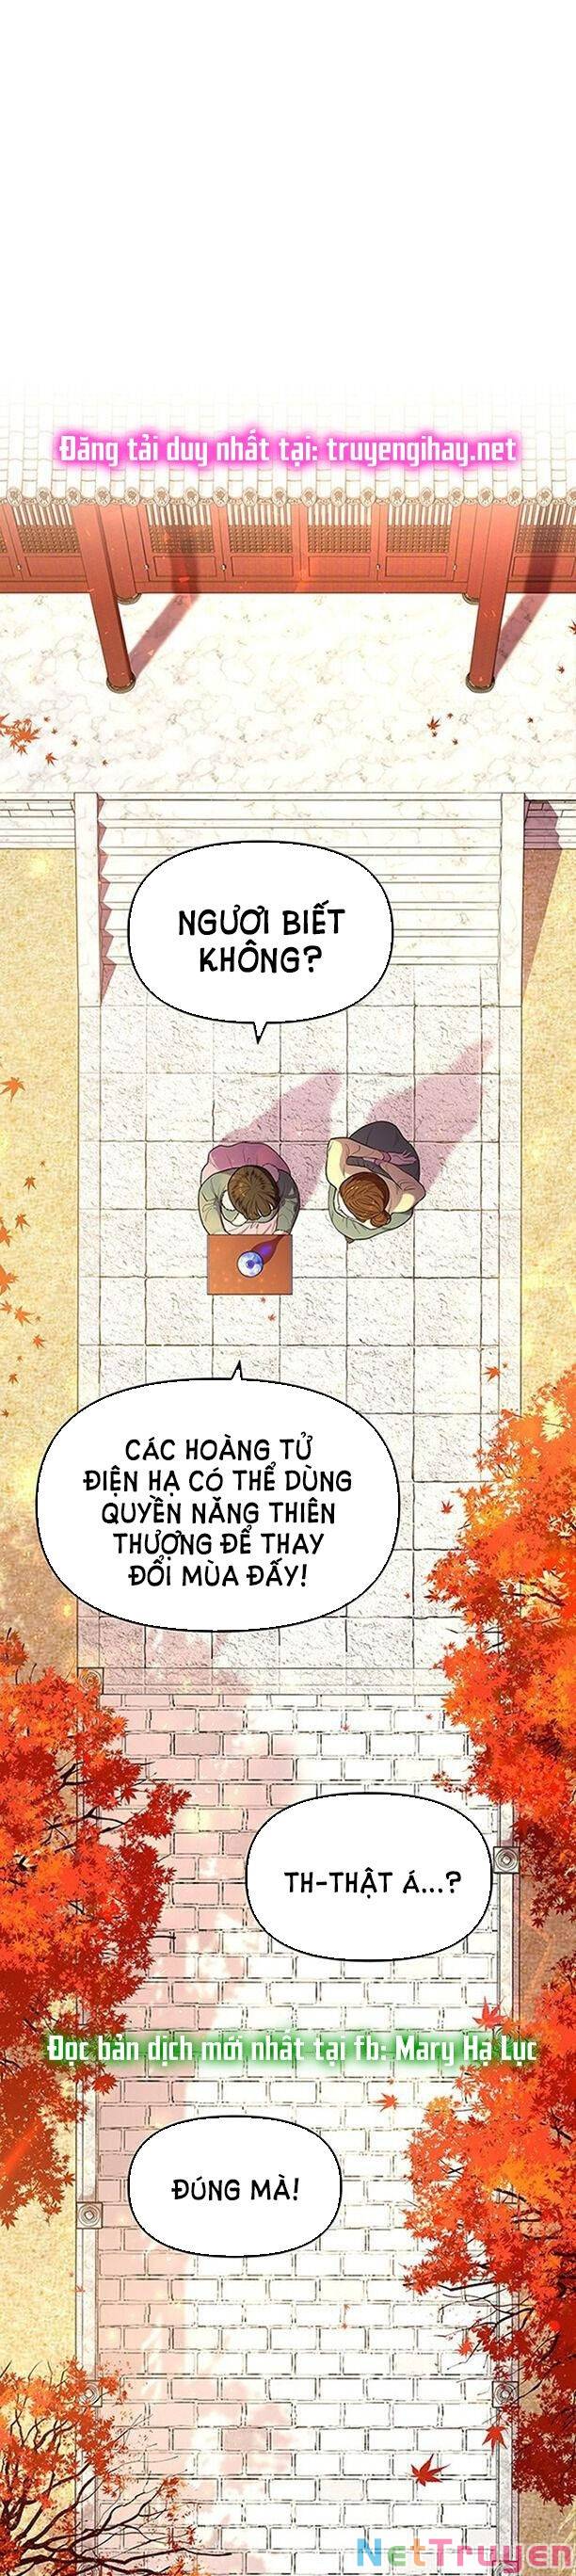 Đăng tải duy nhất tại: truyengihay.net
NGƯƠI BIẾT
KHÔNG?
CÁC HOÀNG TỬ
ĐIỆN HẠ CÓ THỂ DÙNG
QUYỀN NĂNG THIÊN
THƯỢNG ĐỂ THAY
ĐỔI MÙA ĐẤY!
TH-THẬT Á...?
Đọc bản dịch mới nhất tại fb: Mary Hạ Lục
ĐÚNG MÀ!
NetTruyen